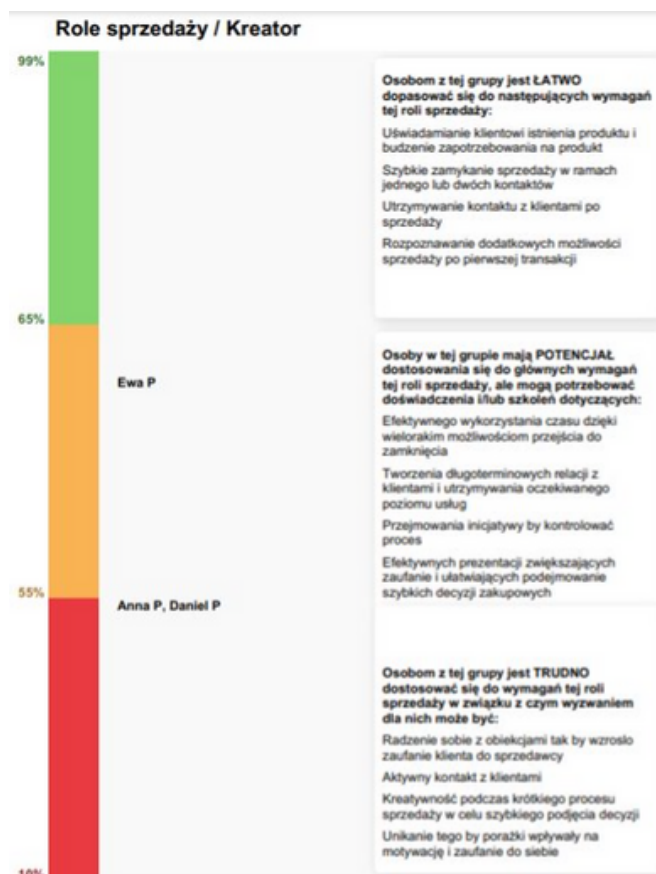 Role sprzedaży / Kreator
99%
Osobom z tej grupy jest ŁATWO
dopasować się do następujących wymagań
tej roli sprzedaży:
Uświadamianie klientowi istnienia produktu i
budzenie zapotrzebowania na produkt
Szybkie zamykanie sprzedaży w ramach
jednego lub dwóch kontaktów
Utrzymywanie kontaktu z klientami po
sprzedaży
Rozpoznawanie dodatkowych możliwości
sprzedaży po pierwszej transakcji
65%
Ewa P
Osoby w tej grupie mają POTENCJAŁ
dostosowania się do głównych wymagań
tej roli sprzedaży, ale mogą potrzebować
doświadczenia i/lub szkoleń dotyczących:
Efektywnego wykorzystania czasu dzięki
wielorakim możliwościom przejścia do
zamknięcia
Tworzenia długoterminowych relacji z
klientami i utrzymywania oczekiwanego
poziomu usług
Przejmowania inicjatywy by kontrolować
proces
Efektywnych prezentacji zwiększających
zaufanie i ułatwiających podejmowanie
szybkich decyzji zakupowych
55%
Anna P, Daniel P
Osobom z tej grupy jest TRUDNO
dostosować się do wymagań tej roli
sprzedaży w związku z czym wyzwaniem
dla nich może być:
Radzenie sobie z obiekcjami tak by wzrosło
zaufanie klienta do sprzedawcy
Aktywny kontakt z klientami
Kreatywność podczas krótkiego procesu
sprzedaży w celu szybkiego podjęcia decyzji
Unikanie tego by porażki wpływały na
motywację i zaufanie do siebie
10%